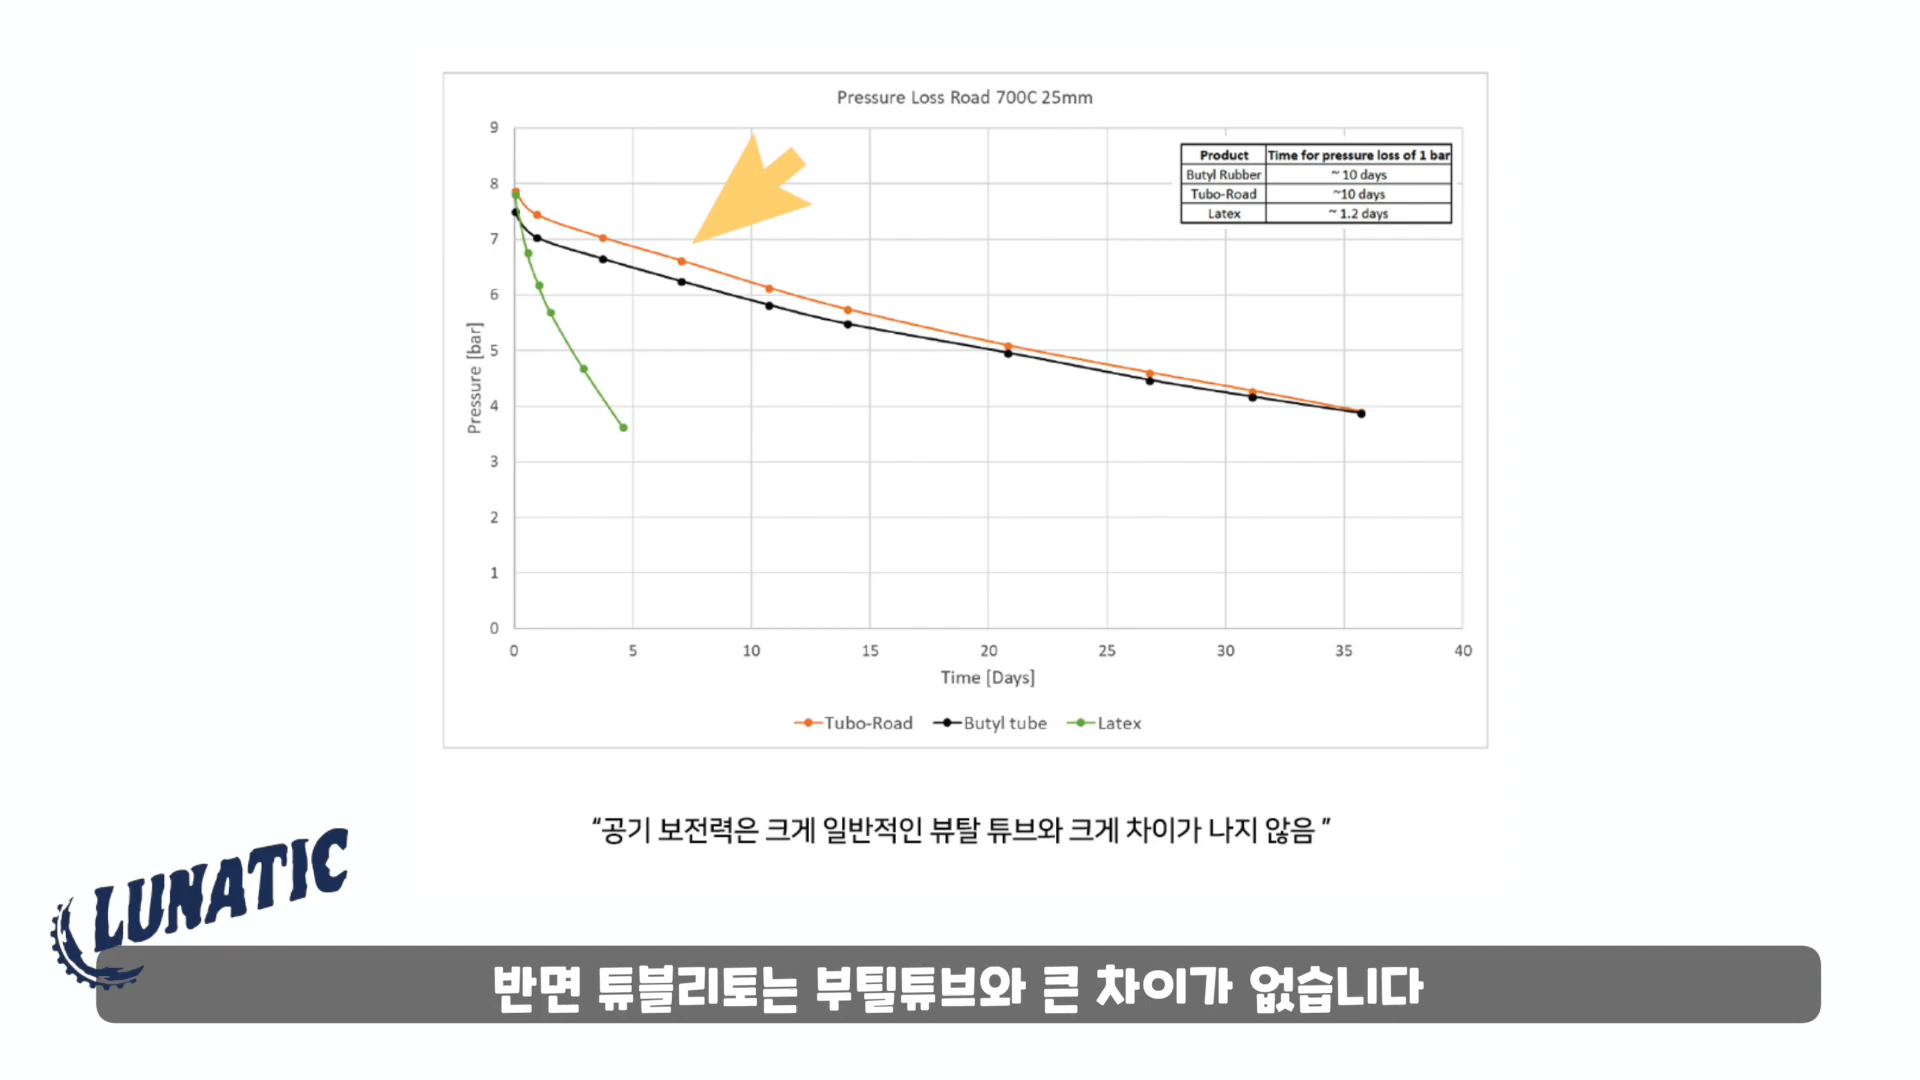 Pressure Loss Road 700C 25mm
9
8
7
6
5
4
3
2
1
0
Pressure [bar]
Product Time for pressure loss of 1 bar
Butyl Rubber ~ 10 days
Tubo-Road ~10 days
Latex ~ 1.2 days
0 5 10 15 20 25 30 35 40
Time [Days]
Tubo-Road Butyl tube Latex
“공기 보전력은 크게 일반적인 뷰탈 튜브와 크게 차이가 나지 않음 ”
LUNATIC
반면 튜블리토는 부틸튜브와 큰 차이가 없습니다